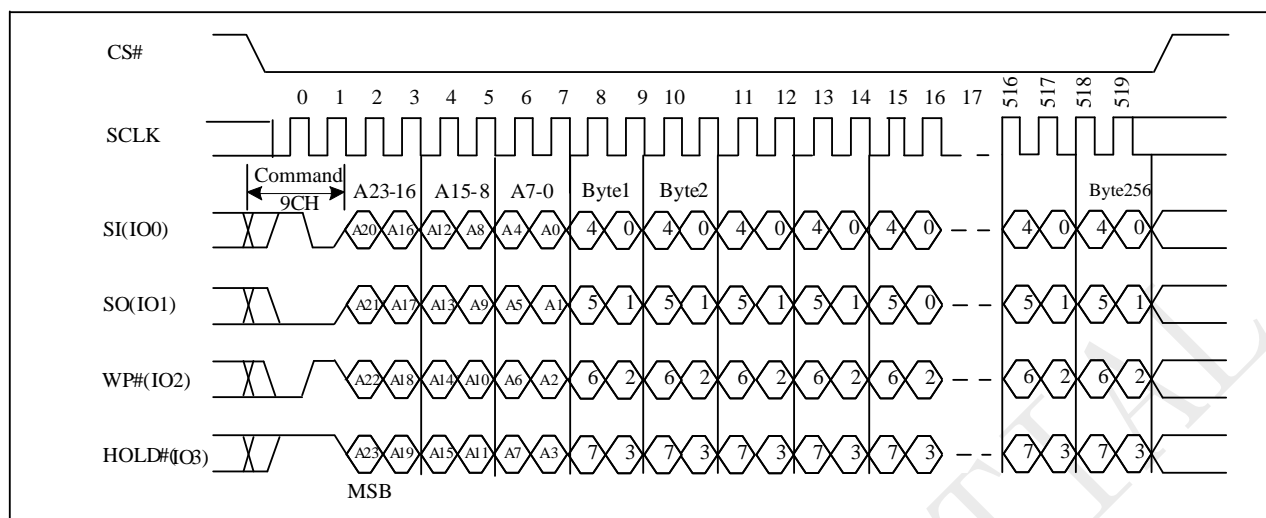 CS#
0 1 2 3 4 5 6 7 8 9 10 11 12 13 14 15 16 17 516 517 518 519
SCLK
Command
9CH
A23-16 A15-8 A7-0 Byte1 Byte2 Byte256
SI(IO0) A20 A16 A12 A8 A4 A0 4 0 4 0 4 0 4 0 4 0 4 0 4 0
SO(IO1) A21 A17 A13 A9 A5 A1 5 1 5 1 5 1 5 1 5 0 5 1 5 1
WP#(IO2) A22 A18 A14 A10 A6 A2 6 2 6 2 6 2 6 2 6 2 6 2 6 2
HOLD#(IO3) A23 A19 A15 A11 A7 A3 7 3 7 3 7 3 7 3 7 3 7 3 7 3
MSB
TIAL